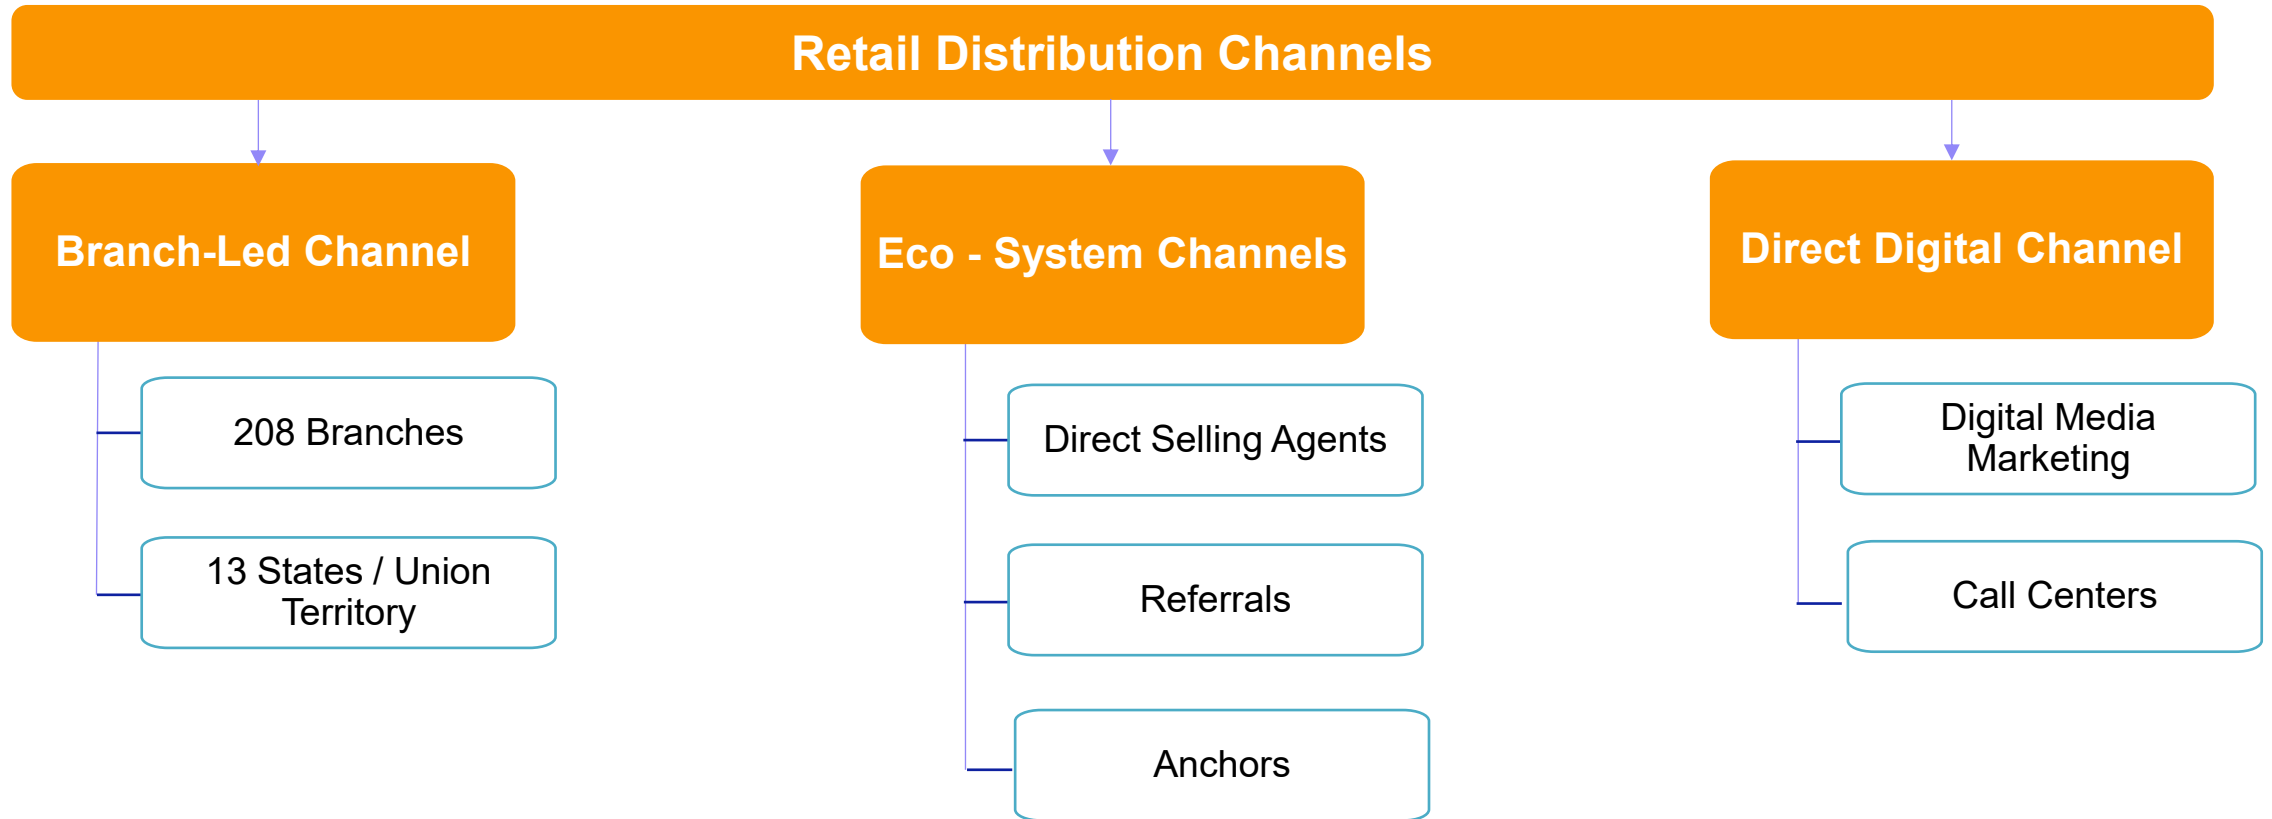 Retail Distribution Channels
Branch-Led Channel
208 Branches
13 States / Union
Territory
Eco - System Channels
Direct Selling Agents
Referrals
Anchors
Direct Digital Channel
Digital Media
Marketing
Call Centers